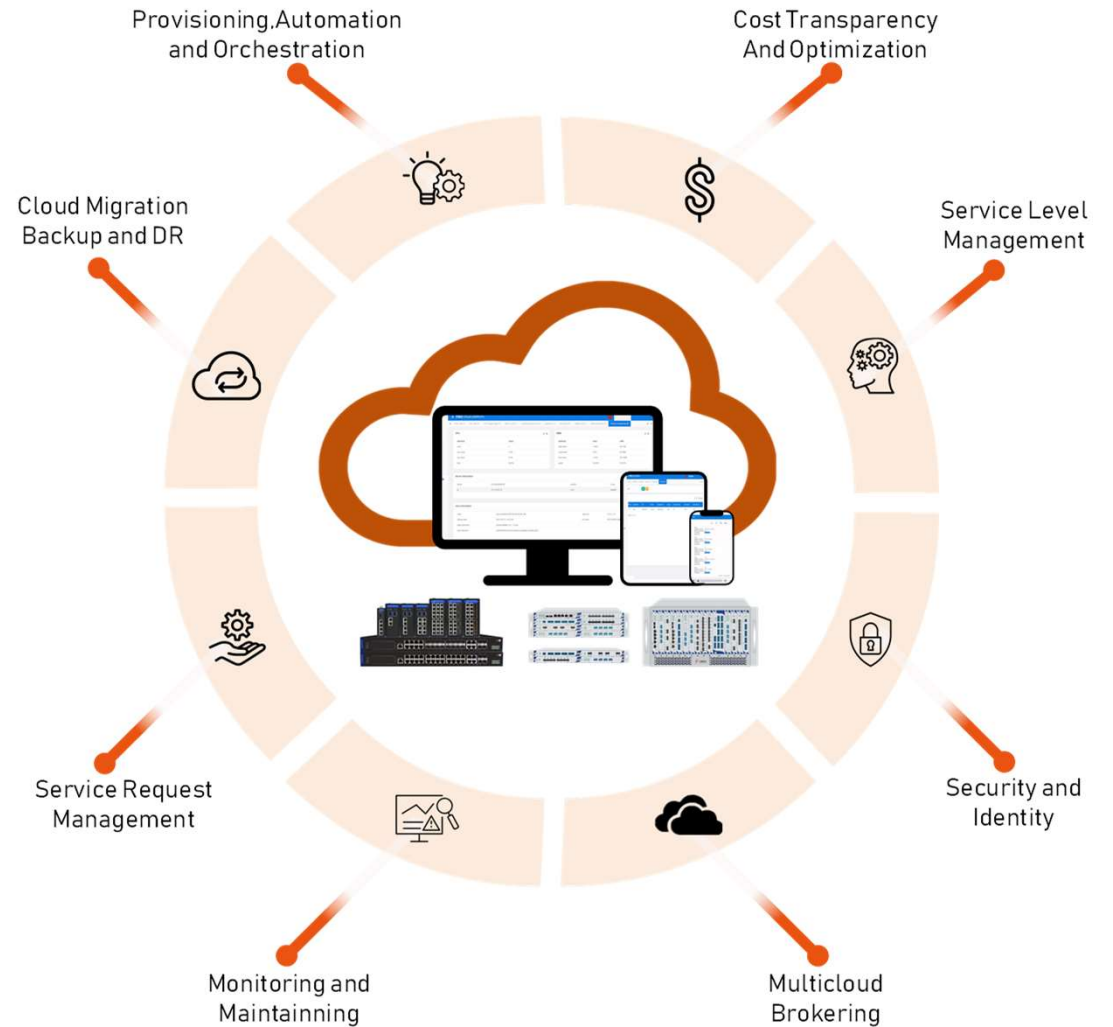 Provisioning,Automation
and Orchestration
Cost Transparency
And Optimization
Cloud Migration
Backup and DR
Service Level
Management
Service Request
Management
Security and
Identity
Monitoring and
Maintainning
Multicloud
Brokering